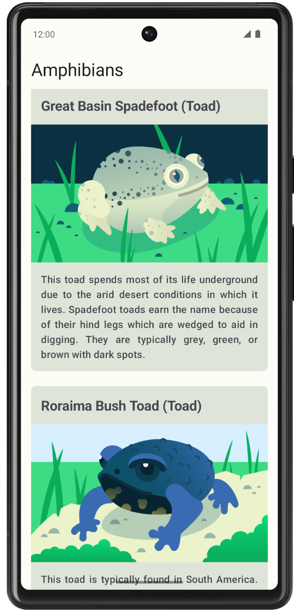 12:00
Amphibians
Great Basin Spadefoot (Toad)
This toad spends most of its life underground
due to the arid desert conditions in which it
lives. Spadefoot toads earn the name because
of their hind legs which are wedged to aid in
digging. They are typically grey, green, or
brown with dark spots.
Roraima Bush Toad (Toad)
This toad is typically found in South America.